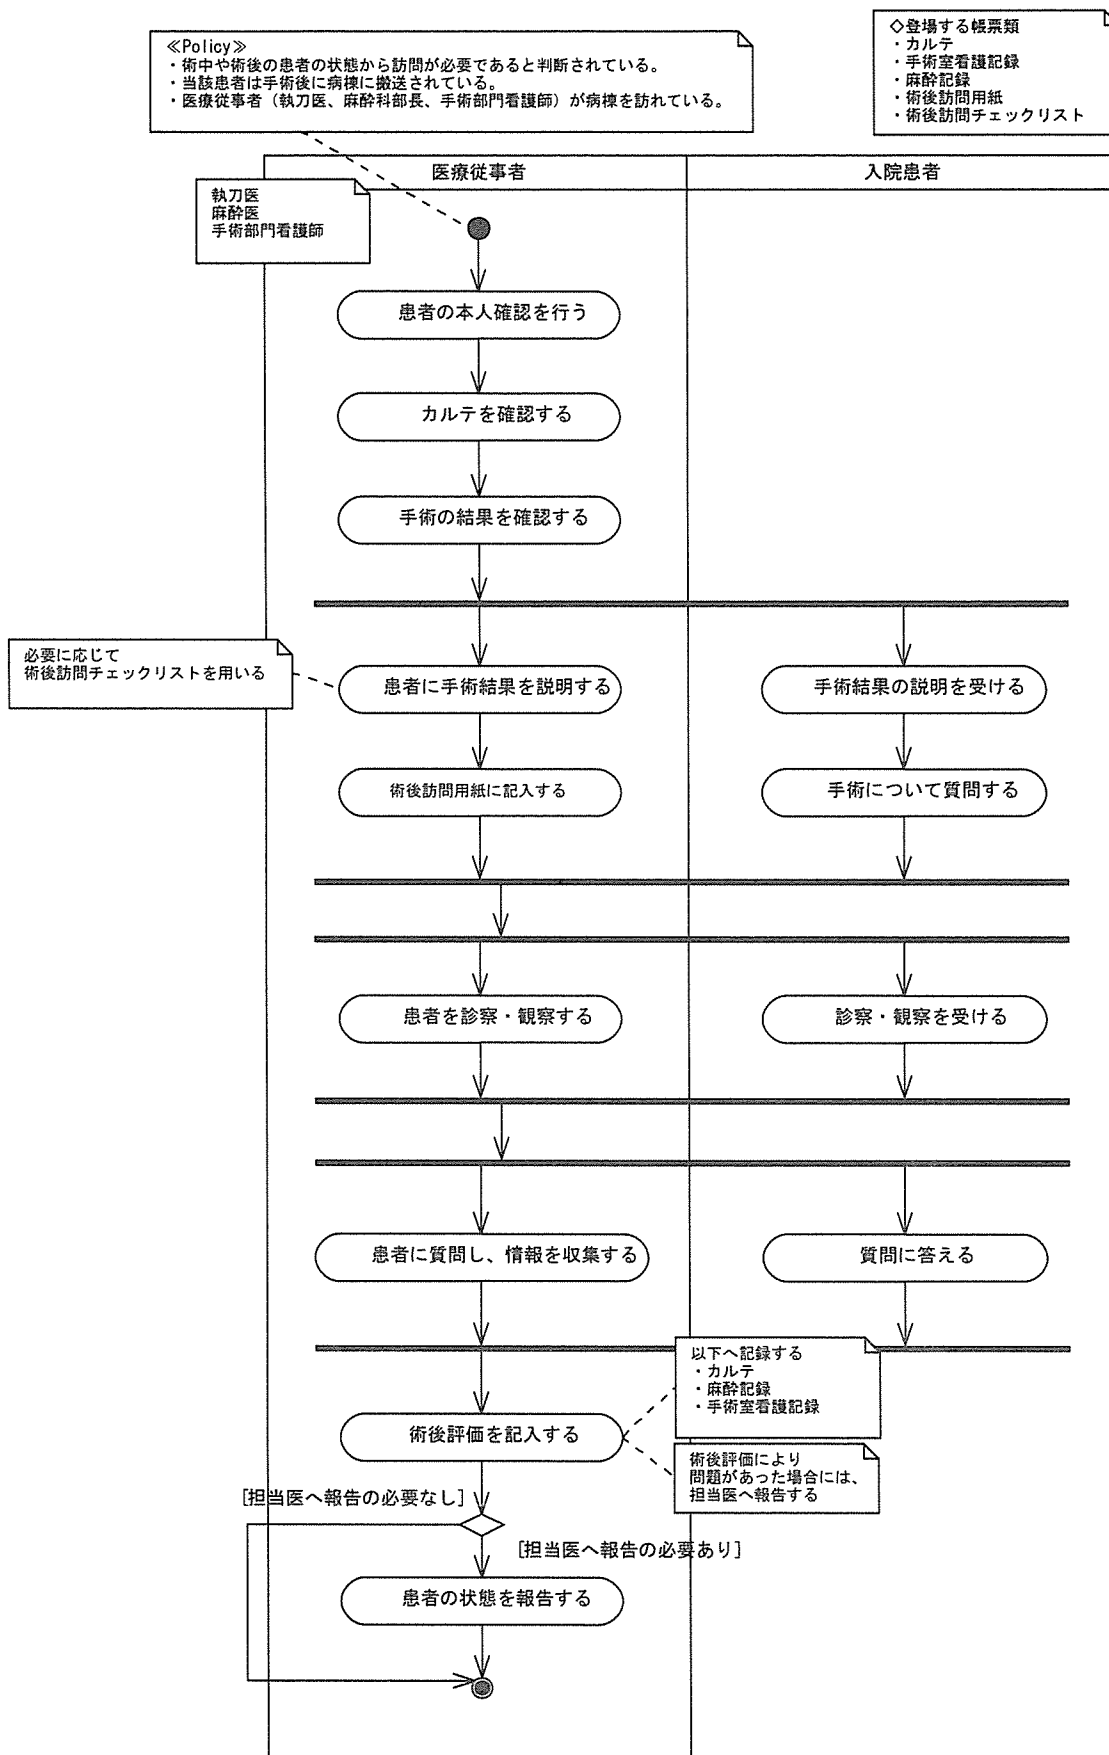 ≪Policy≫
・術中や術後の患者の状態から訪問が必要であると判断されている。
・当該患者は手術後に病棟に搬送されている。
・医療従事者（執刀医、麻酔科部長、手術部門看護師）が病棟を訪れている。
◇登場する帳票類
・カルテ
・手術室看護記録
・麻酔記録
・術後訪問用紙
・術後訪問チェックリスト
医療従事者
入院患者
執刀医
麻酔医
手術部門看護師
患者の本人確認を行う
カルテを確認する
手術の結果を確認する
必要に応じて
術後訪問チェックリストを用いる
患者に手術結果を説明する
手術結果の説明を受ける
術後訪問用紙に記入する
手術について質問する
患者を診察・観察する
診察・観察を受ける
患者に質問し、情報を収集する
質問に答える
以下へ記録する
・カルテ
・麻酔記録
・手術室看護記録
術後評価を記入する
術後評価により
問題があった場合には、
担当医へ報告する
[担当医へ報告の必要なし]
[担当医へ報告の必要あり]
患者の状態を報告する